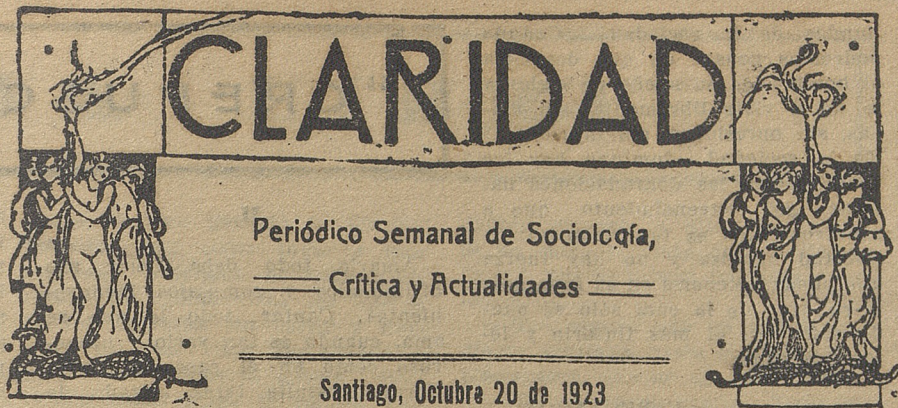 CLARIDAD
Periódico Semanal de Sociología,
Crítica y Actualidades
Santiago, Octubre 20 de 1923